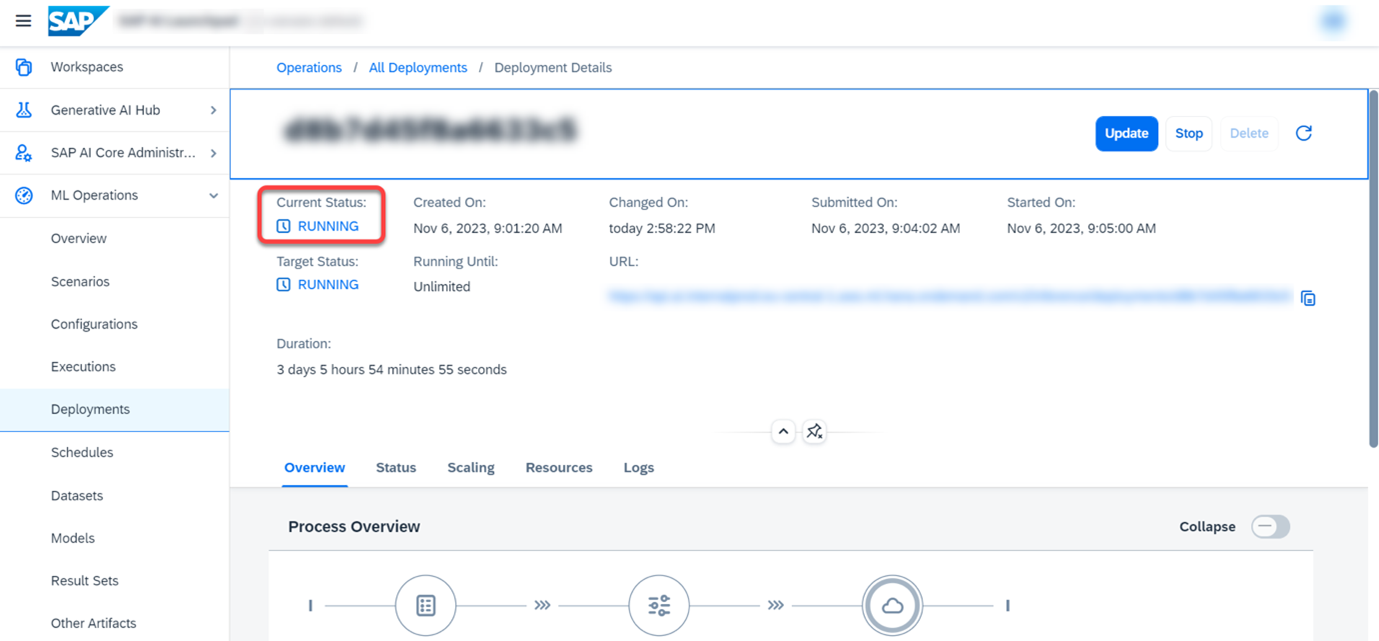 SAP
Workspaces
Generative AI Hub
SAP AI Core Administr...
ML Operations
Overview
Scenarios
Configurations
Executions
Deployments
Schedules
Datasets
Models
Result Sets
Other Artifacts
Operations / All Deployments / Deployment Details
Update Stop Delete
Current Status: Created On: Changed On: Submitted On: Started On:
RUNNING Nov 6, 2023, 9:01:20 AM today 2:58:22 PM Nov 6, 2023, 9:04:02 AM Nov 6, 2023, 9:05:00 AM
Target Status: Running Until: URL:
RUNNING Unlimited
Duration:
3 days 5 hours 54 minutes 55 seconds
Overview Status Scaling Resources Logs
Process Overview Collapse